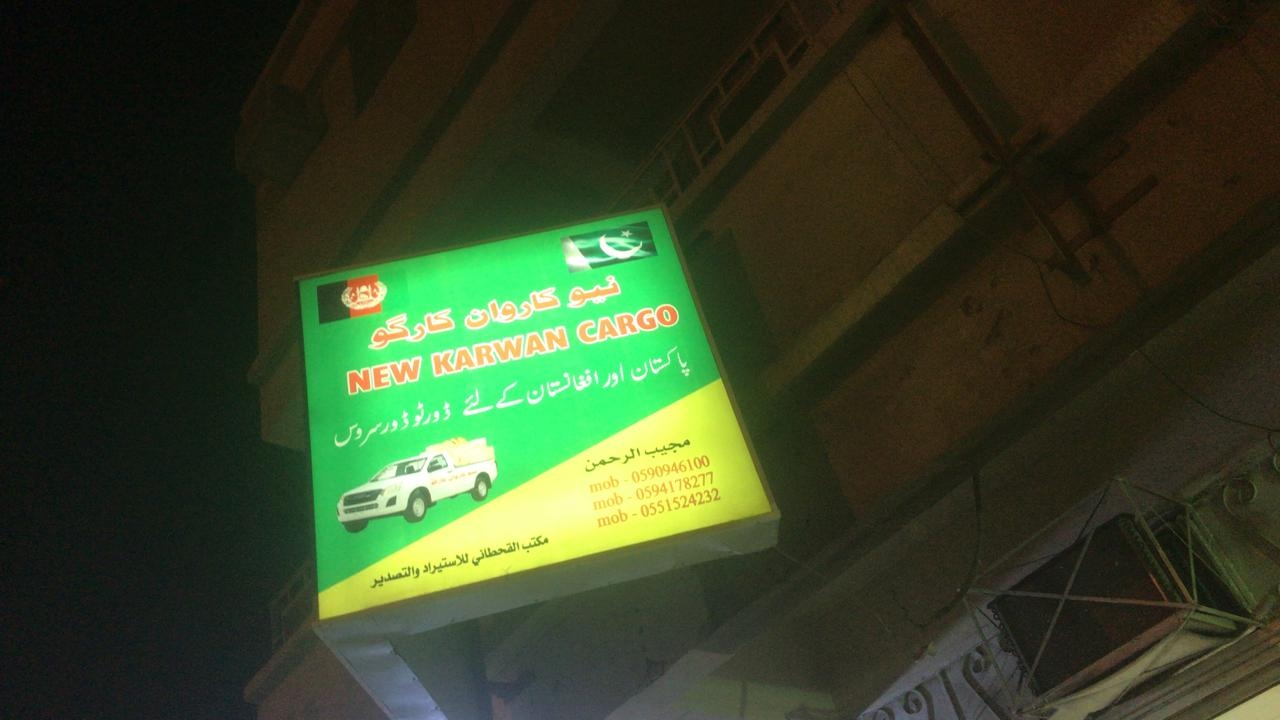 نیو کاروان کارگو
NEW KARWAN CARGO
پاکستان اور افغانستان کے لئے ڈور ٹو ڈور سروس
مجيب الرحمن
mob - 0590946100
mob - 0594178277
mob - 0551524232
مكتب القحطاني للاستيراد والتصدير